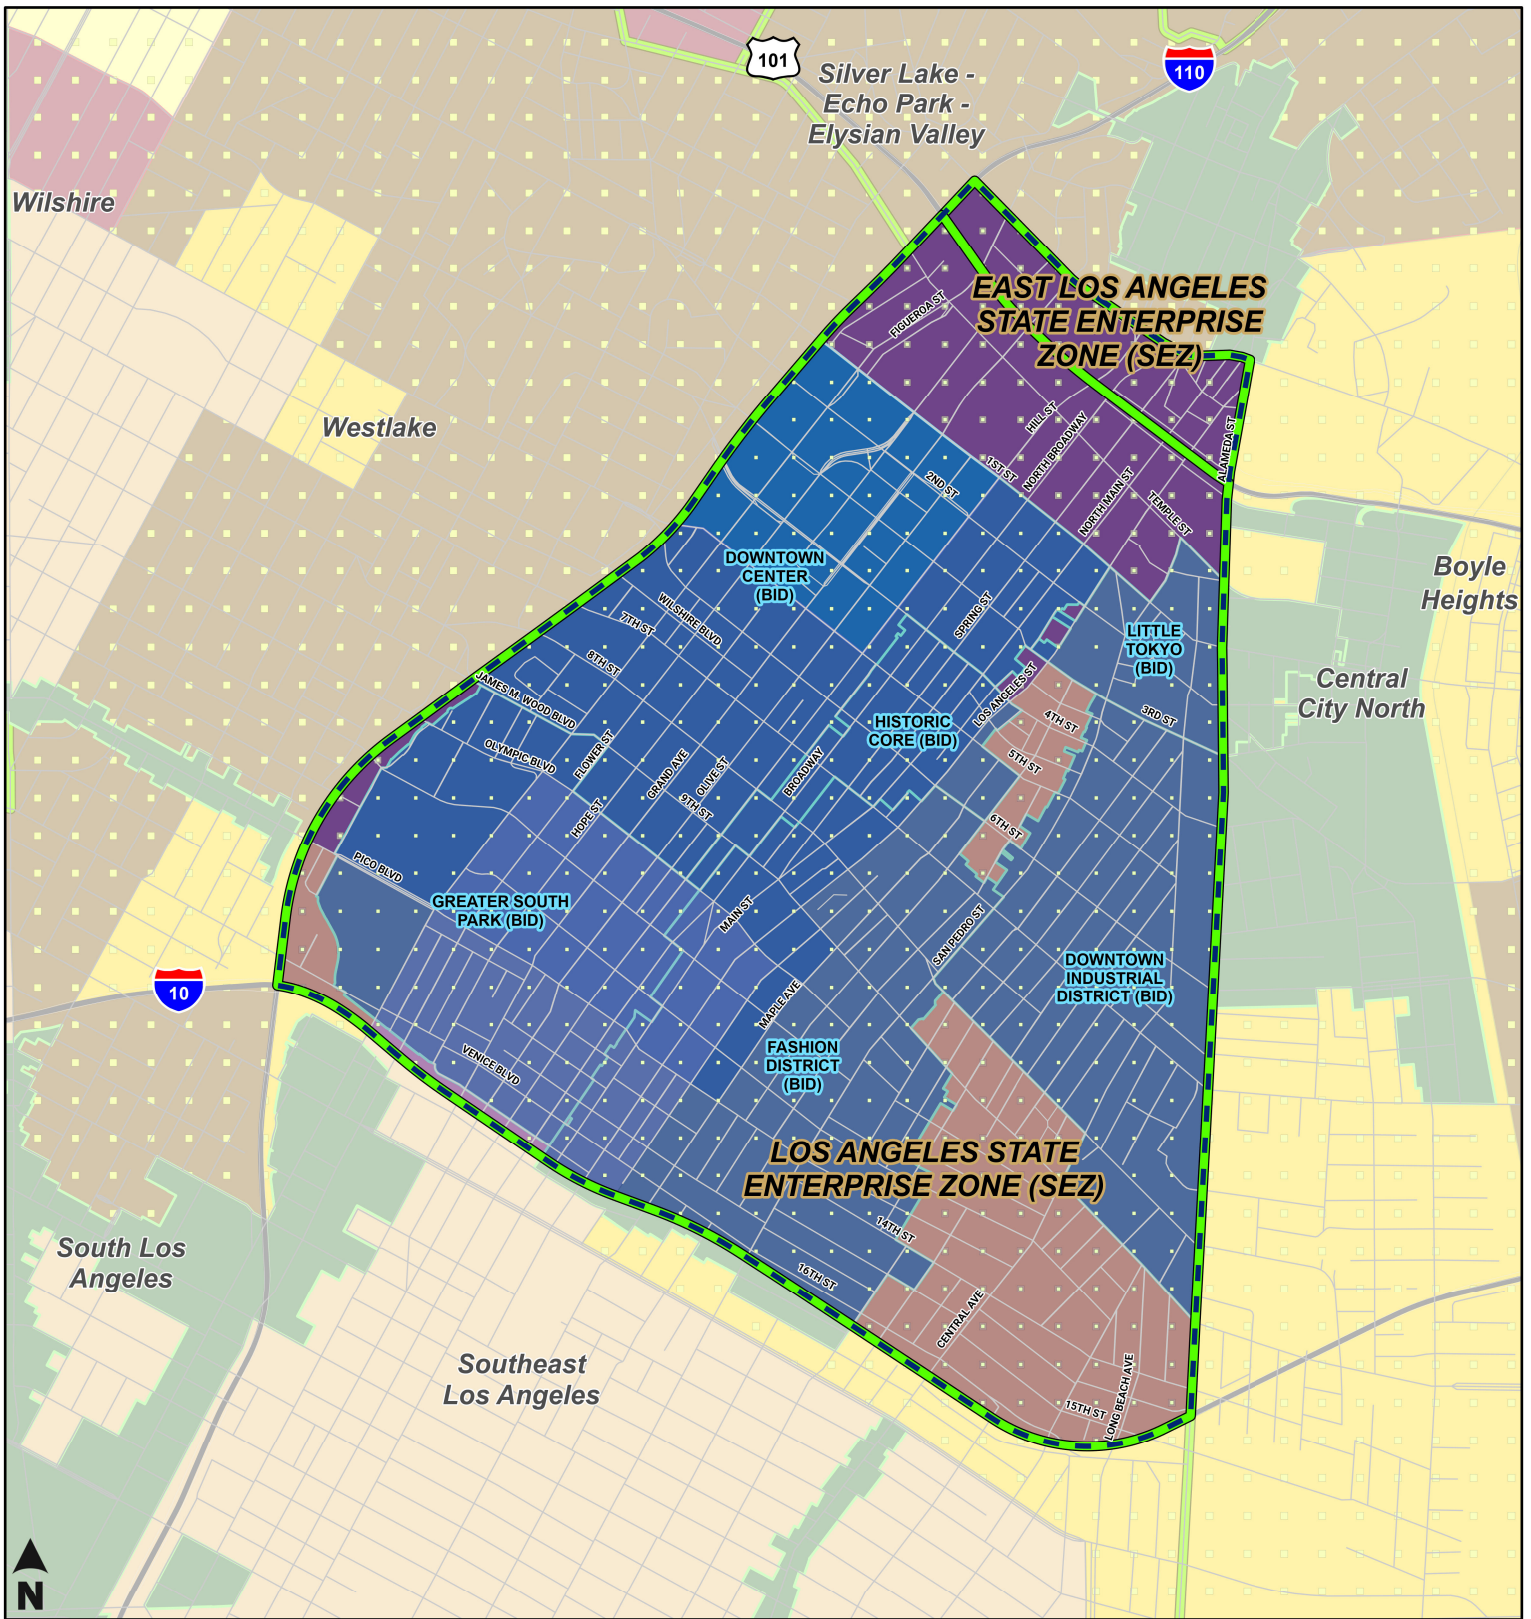 101
110
Silver Lake -
Echo Park -
Elysian Valley
Wilshire
EAST LOS ANGELES
STATE ENTERPRISE
ZONE (SEZ)
FIGUEROA ST
Westlake
HILL ST
NORTH BROADWAY
ALAMEDA ST
1ST ST
2ND ST
NORTH MAIN ST
TEMPLE ST
DOWNTOWN
CENTER
(BID)
Boyle
Heights
WILSHIRE BLVD
7TH ST
SPRING ST
LITTLE
TOKYO
(BID)
8TH ST
JAMES M. WOOD BLVD
LOS ANGELES ST
Central
City North
4TH ST
3RD ST
HISTORIC
CORE (BID)
OLYMPIC BLVD
FLOWER ST
GRAND AVE
OLIVE ST
BROADWAY
5TH ST
9TH ST
HOPE ST
6TH ST
PICO BLVD
GREATER SOUTH
PARK (BID)
MAIN ST
SAN PEDRO ST
DOWNTOWN
INDUSTRIAL
DISTRICT (BID)
10
MAPLE AVE
VENICE BLVD
FASHION
DISTRICT
(BID)
LOS ANGELES STATE
ENTERPRISE ZONE (SEZ)
14TH ST
South Los
Angeles
16TH ST
CENTRAL AVE
Southeast
Los Angeles
LONG BEACH AVE
15TH ST
N